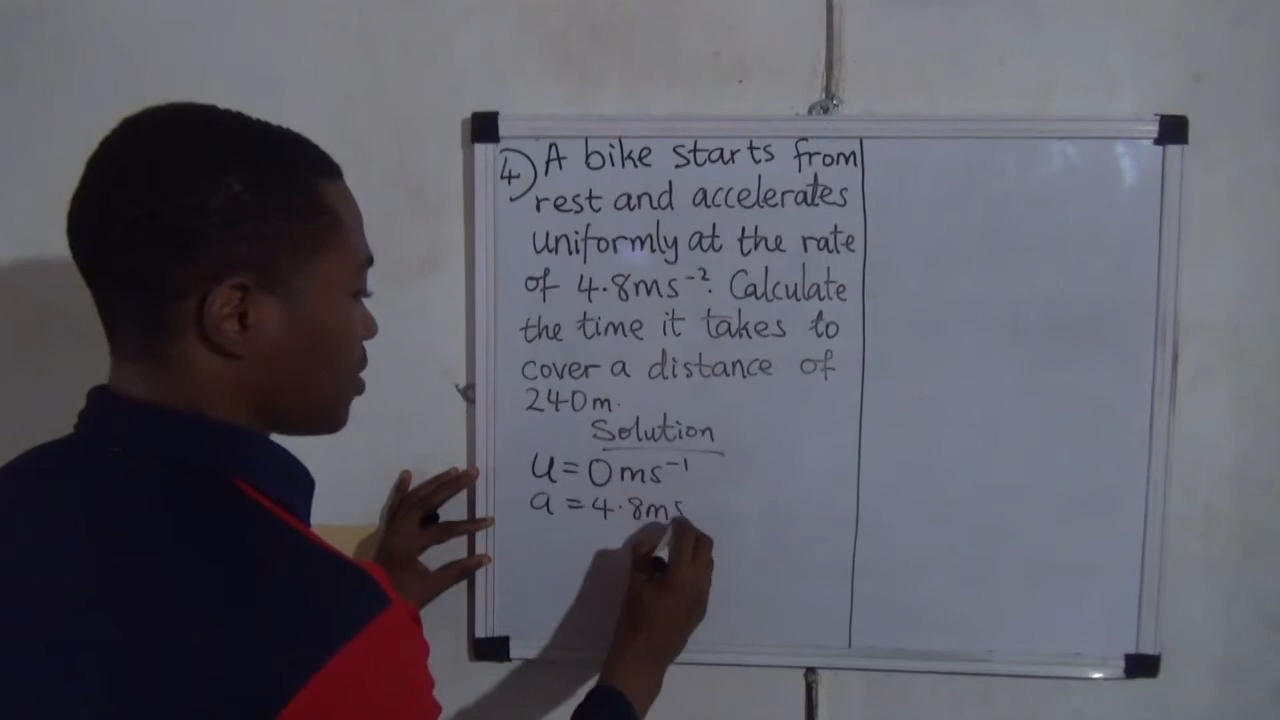 4) A bike starts from
rest and accelerates
uniformly at the rate
of 4.8ms⁻². Calculate
the time it takes to
cover a distance of
240m.
Solution
U = 0ms⁻¹
a = 4.8ms